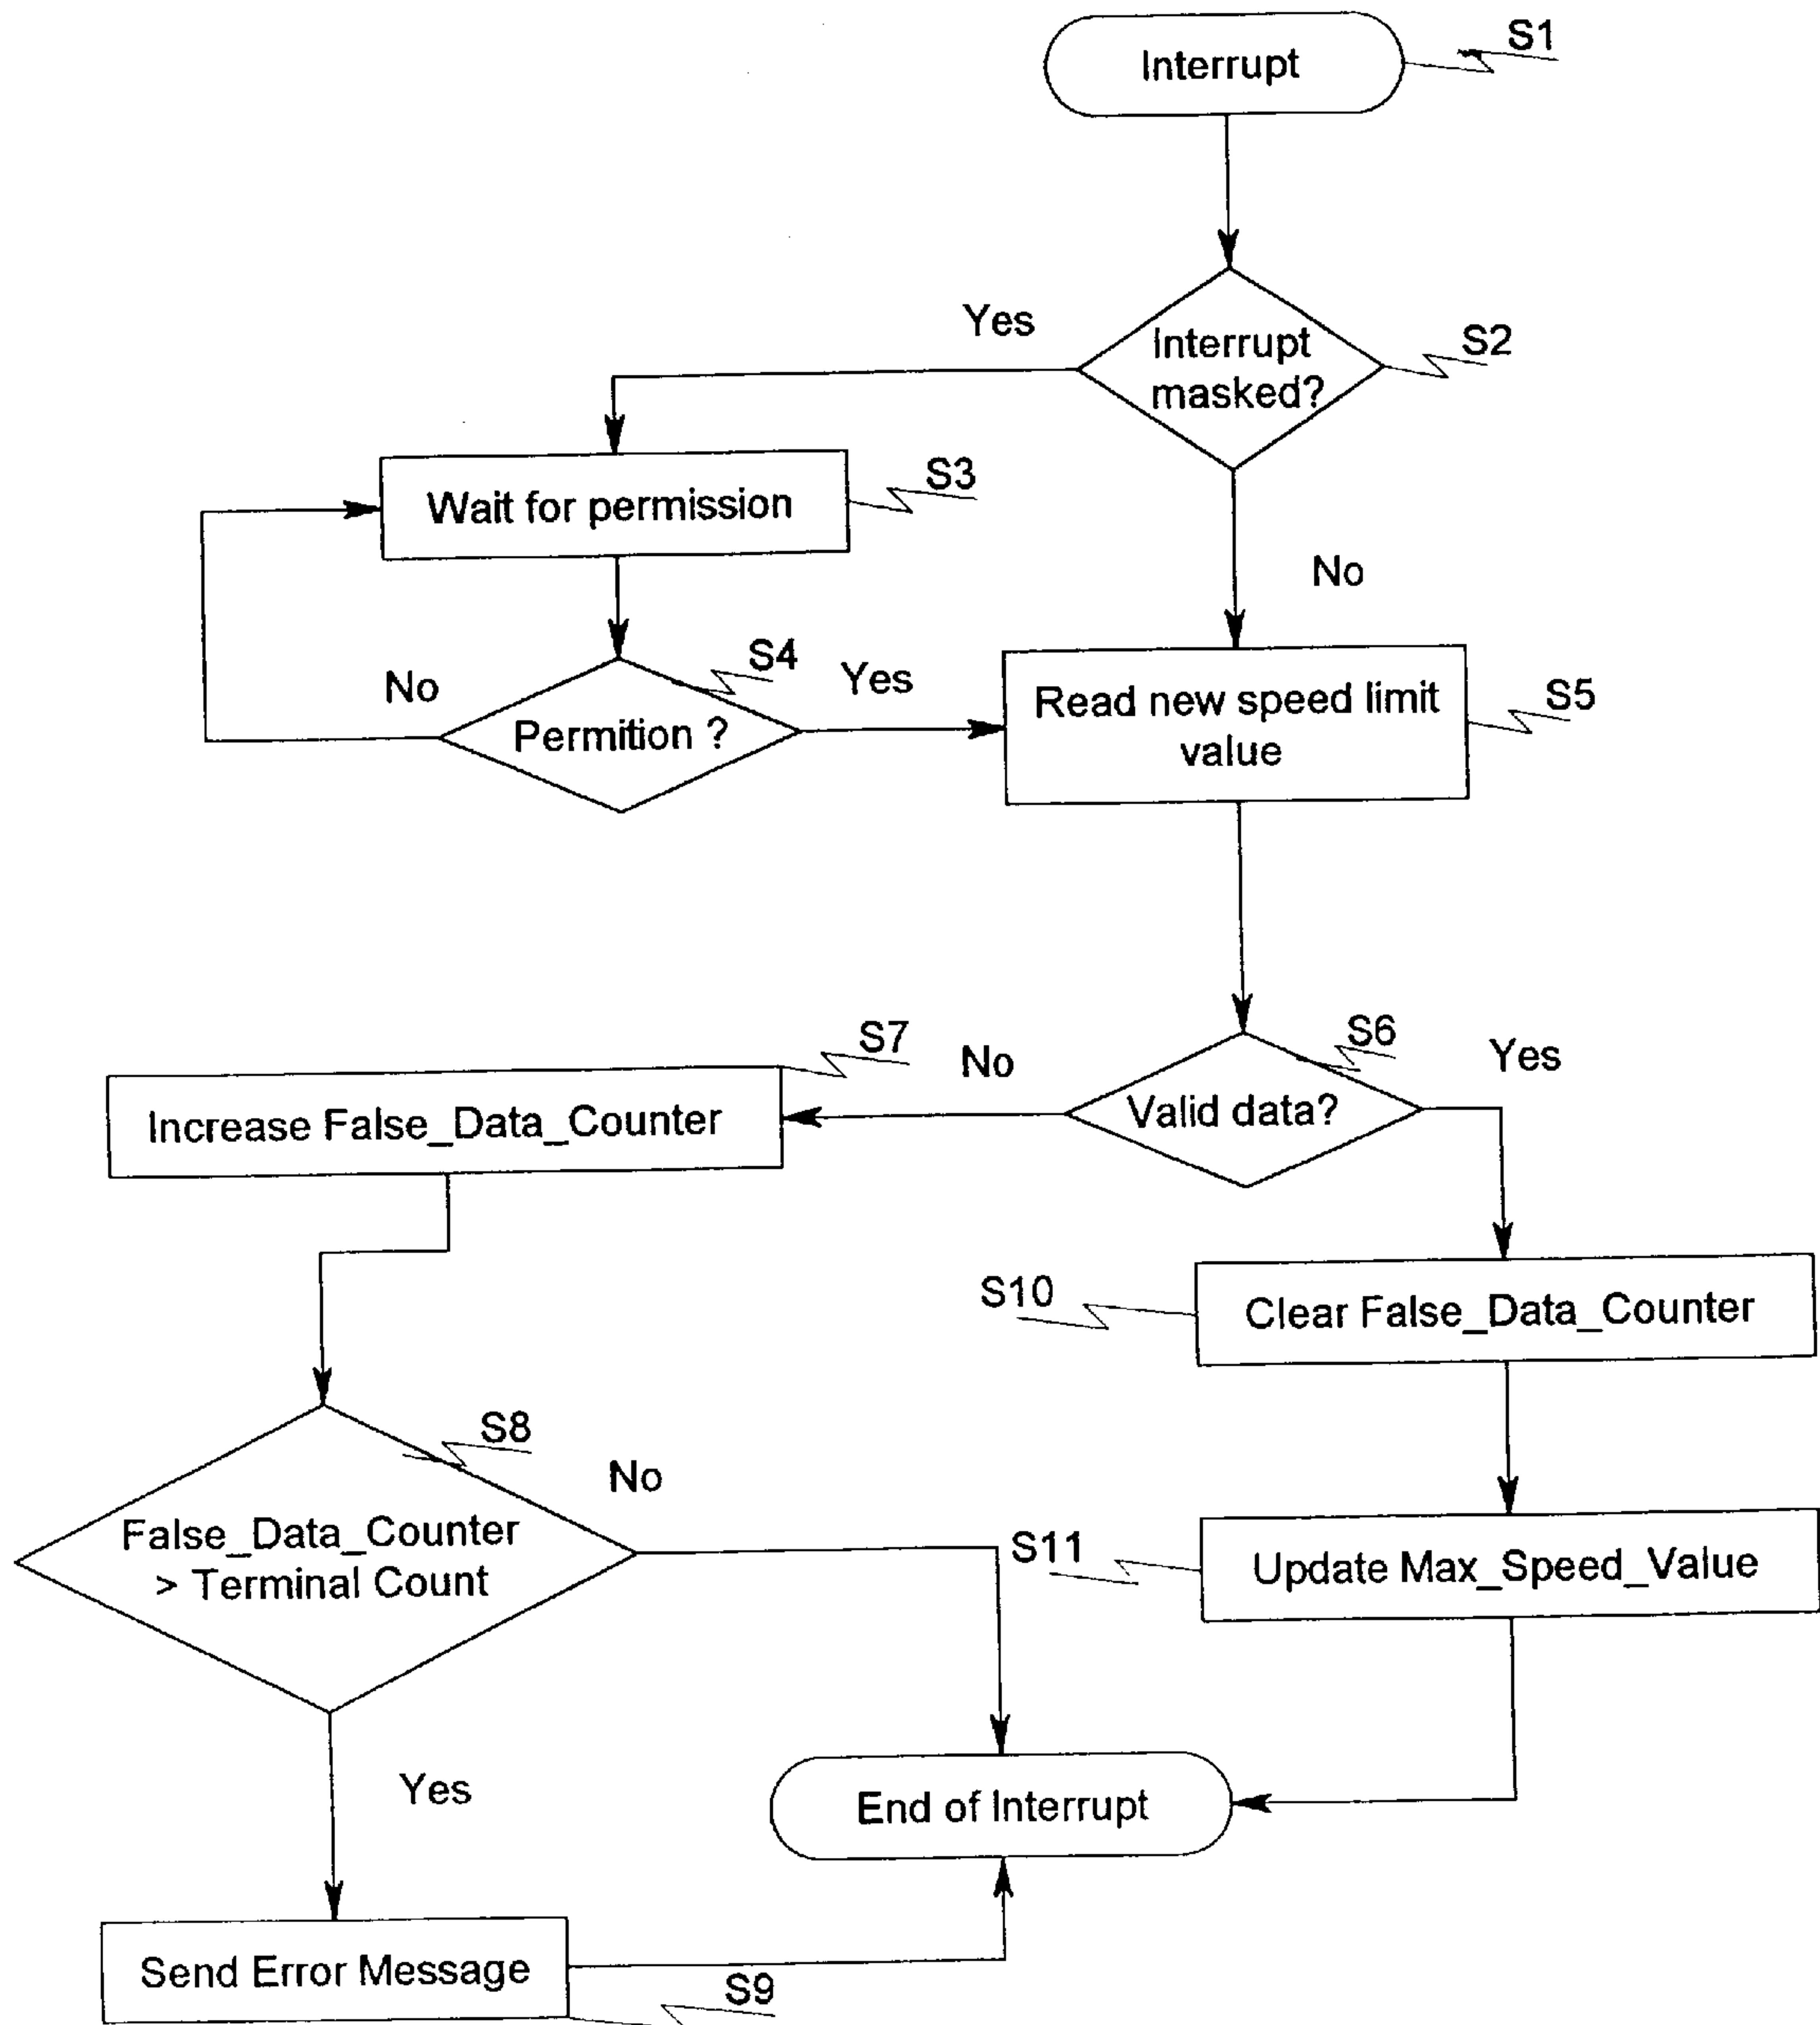 Interrupt
S1
Interrupt
masked?
S2
Yes
No
Wait for permission
S3
Permition ?
S4
No
Yes
Read new speed limit
value
S5
Valid data?
S6
No
Yes
Increase False_Data_Counter
S7
Clear False_Data_Counter
S10
False_Data_Counter
> Terminal Count
S8
No
Yes
Update Max_Speed_Value
S11
End of Interrupt
Send Error Message
S9